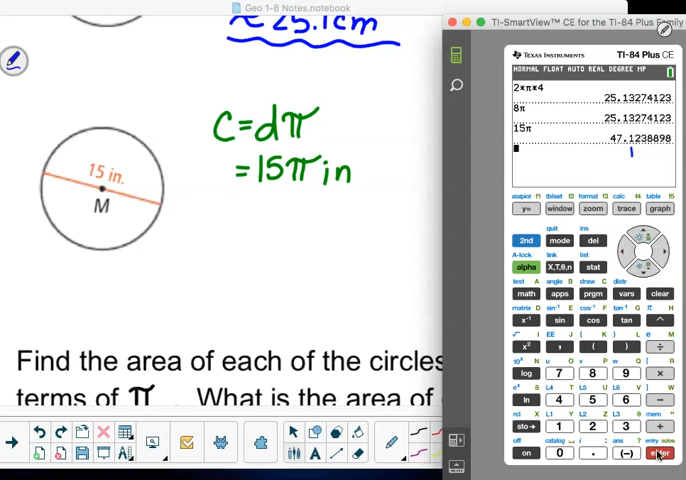 Geo 1-8 Notes.notebook
TI-SmartView™ CE for the TI-84 Plus Family
≈ 25.1cm
C=dπ
=15π in
15 in.
M
Find the area of each of the circles
terms of π. What is the area of
TEXAS INSTRUMENTS TI-84 Plus CE
NORMAL FLOAT AUTO REAL DEGREE MP
2*π*4
25.13274123
8π
25.13274123
15π
47.1238898
statplot f1 tblset f2 format f3 calc f4 table f5
y= window zoom trace graph
quit ins
2nd mode del
A-lock link list
alpha X,T,θ,n stat
test A angle B draw C distr
math apps prgm vars clear
matrix D sin⁻¹ E cos⁻¹ F tan⁻¹ G π H
x⁻¹ sin cos tan ^
√ I EE J { K } L e M
x² , ( ) ÷
10ˣ N u O v P w Q [ R
log 7 8 9 ×
eˣ S L4 T L5 U L6 V ] W
ln 4 5 6 −
rcl X L1 Y L2 Z L3 θ mem "
sto→ 1 2 3 +
off catalog i : ans ? entry solve
on 0 . (−) enter